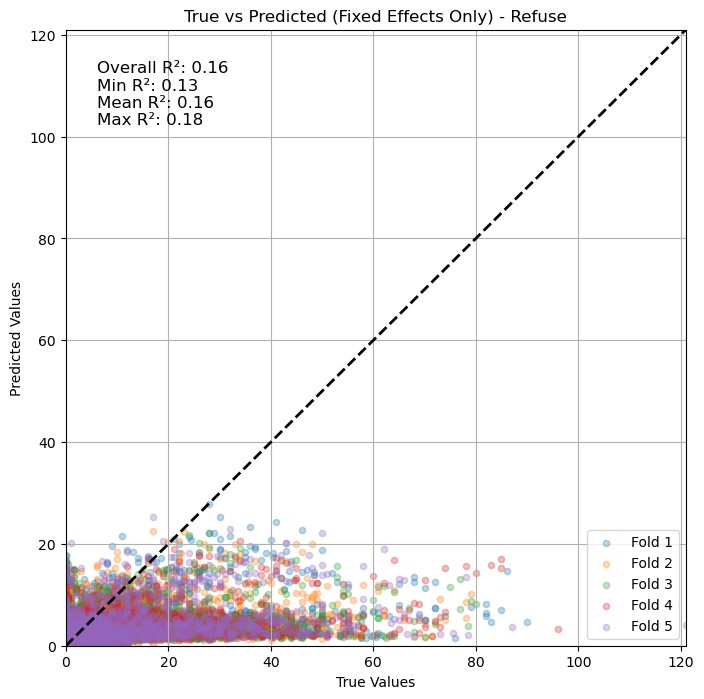 True vs Predicted (Fixed Effects Only) - Refuse
120
Overall R²: 0.16
Min R²: 0.13
Mean R²: 0.16
Max R²: 0.18
100
80
60
40
20
0
Predicted Values
Fold 1
Fold 2
Fold 3
Fold 4
Fold 5
0 20 40 60 80 100 120
True Values